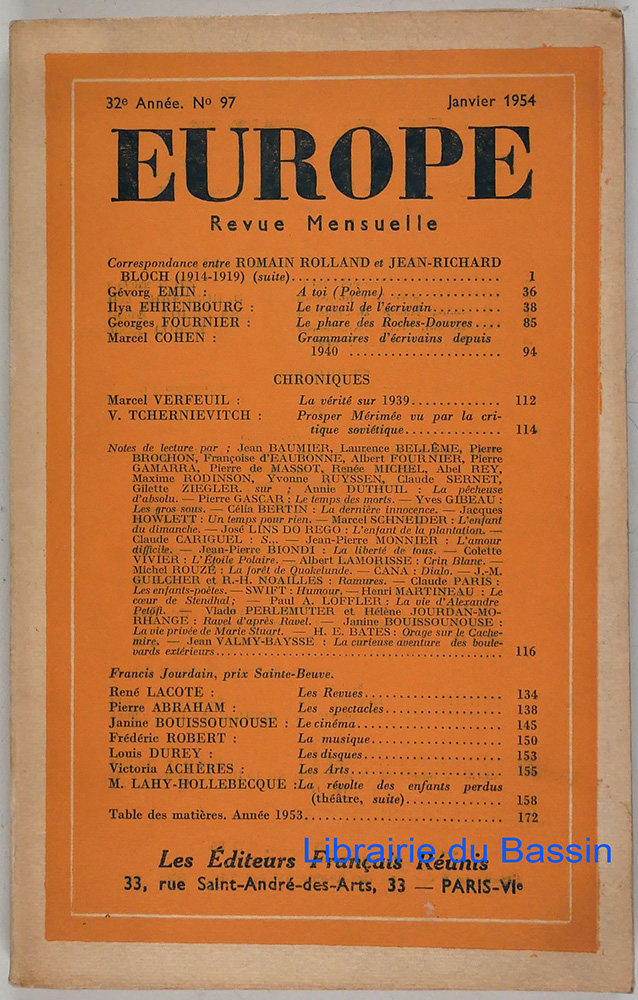 32e Année. No 97 Janvier 1954
EUROPE
Revue Mensuelle
Correspondance entre ROMAIN ROLLAND et JEAN-RICHARD
BLOCH (1914-1919) (suite)............................... 1
Gévorg EMIN : A toi (Poème) ................ 36
Ilya EHRENBOURG : Le travail de l'écrivain.......... 38
Georges FOURNIER : Le phare des Roches-Douvres.... 85
Marcel COHEN : Grammaires d'écrivains depuis
1940 ...................... 94
CHRONIQUES
Marcel VERFEUIL : La vérité sur 1939............. 112
V. TCHERNIEVITCH : Prosper Mérimée vu par la cri-
tique soviétique.............. 114
Notes de lecture par : Jean BAUMIER, Laurence BELLÊME, Pierre
BROCHON, Françoise d'EAUBONNE, Albert FOURNIER, Pierre
GAMARRA, Pierre de MASSOT, Renée MICHEL, Abel REY,
Maxime RODINSON, Yvonne RUYSSEN, Claude SERNET,
Gilette ZIEGLER. sur : Annie DUTHUIL : La pêcheuse
d'absolu. — Pierre GASCAR : Le temps des morts. — Yves GIBEAU :
Les gros sous. — Célia BERTIN : La dernière innocence. — Jacques
HOWLETT : Un temps pour rien. — Marcel SCHNEIDER : L'enfant
du dimanche. — José LINS DO REGO : L'enfant de la plantation. —
Claude CARIGUEL : S... — Jean-Pierre MONNIER : L'amour
difficile. — Jean-Pierre BIONDI : La liberté de tous. — Colette
VIVIER : L'Étoile Polaire. — Albert LAMORISSE : Crin Blanc. —
Michel ROUZÉ : La forêt de Quokelunde. — CANA : Dialo. — J.-M.
GUILCHER et R.-H. NOAILLES : Ramures. — Claude PARIS :
Les enfants-poètes. — SWIFT : Humour. — Henri MARTINEAU : Le
cœur de Stendhal ; — Paul A. LOFFLER : La vie d'Alexandre
Petöfi. — Vlado PERLEMUTER et Hélène JOURDAN-MO-
RHANGE : Ravel d'après Ravel. — Janine BOUISSOUNOUSE :
La vie privée de Marie Stuart. — H. E. BATES : Orage sur le Cache-
mire. — Jean VALMY-BAYSSE : La curieuse aventure des boule-
vards extérieurs........................................ 116
Francis Jourdain, prix Sainte-Beuve.
René LACOTE : Les Revues.................... 134
Pierre ABRAHAM : Les spectacles................. 138
Janine BOUISSOUNOUSE : Le cinéma..................... 145
Frédéric ROBERT : La musique................... 150
Louis DUREY : Les disques................... 153
Victoria ACHÈRES : Les Arts...................... 155
M. LAHY-HOLLEBECQUE : La révolte des enfants perdus
(théâtre, suite).............. 158
Table des matières. Année 1953............................. 172
Les Éditeurs Français Réunis
Librairie du Bassin
33, rue Saint-André-des-Arts, 33 — PARIS-VIe